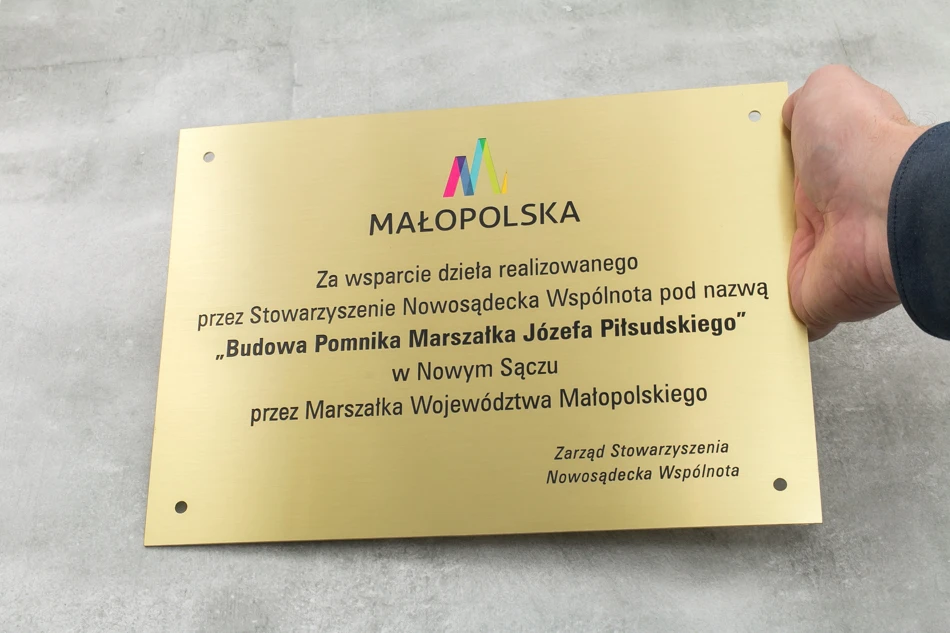 MAŁOPOLSKA
Za wsparcie dzieła realizowanego
przez Stowarzyszenie Nowosądecka Wspólnota pod nazwą
„Budowa Pomnika Marszałka Józefa Piłsudskiego”
w Nowym Sączu
przez Marszałka Województwa Małopolskiego
Zarząd Stowarzyszenia
Nowosądecka Wspólnota